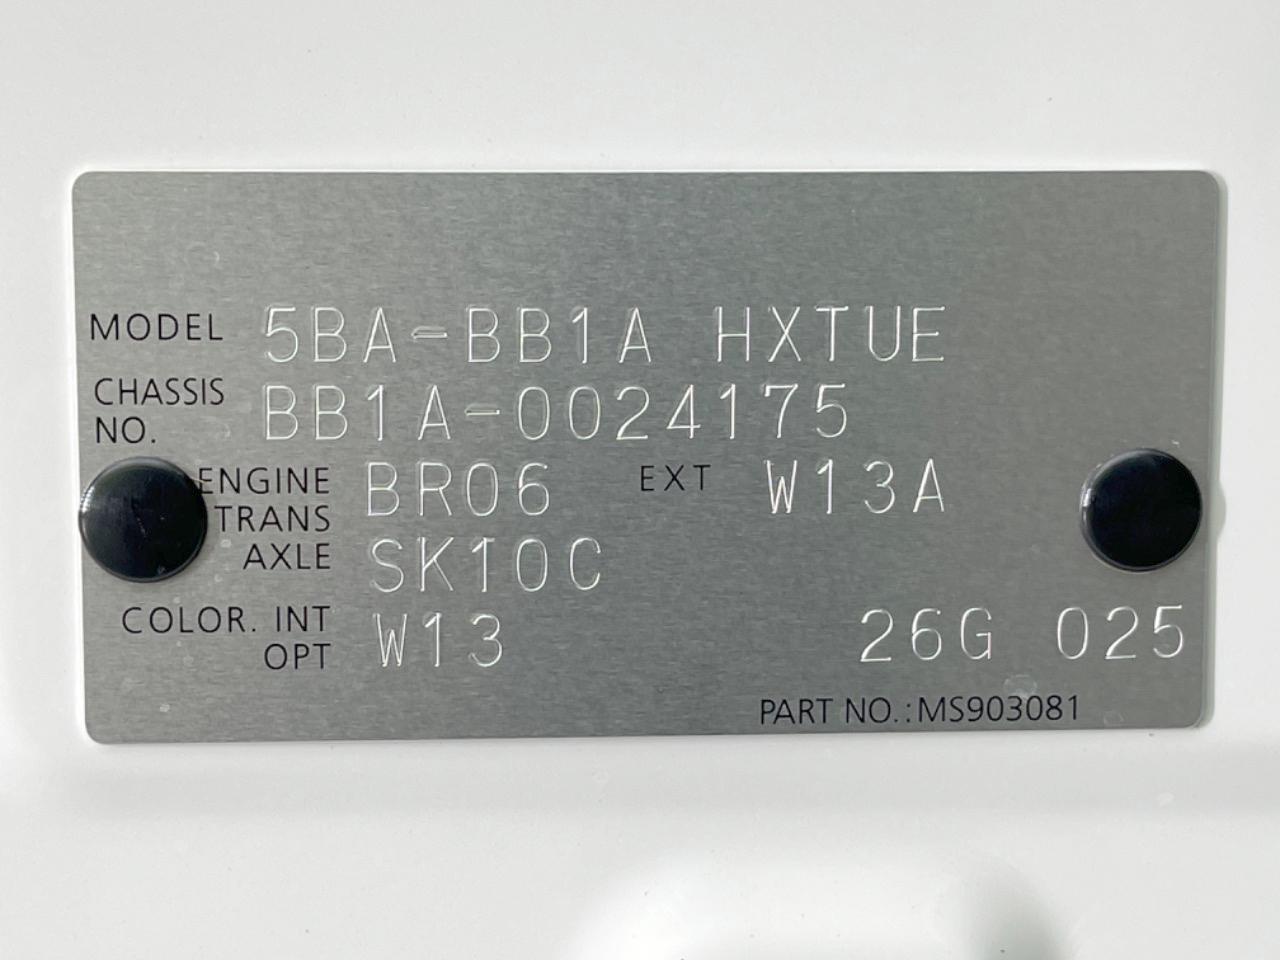 MODEL 5BA-BB1A HXTUE
CHASSIS NO. BB1A-0024175
ENGINE BR06 EXT W13A
TRANS
AXLE SK10C
COLOR. INT W13 26G 025
OPT
PART NO.:MS903081